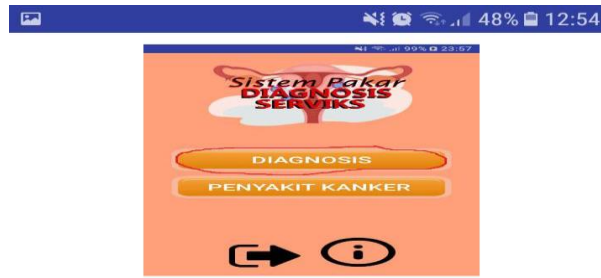 48% 12:54
99% 23:57
Sistem Pakar
DIAGNOSIS
SERVIKS
DIAGNOSIS
PENYAKIT KANKER